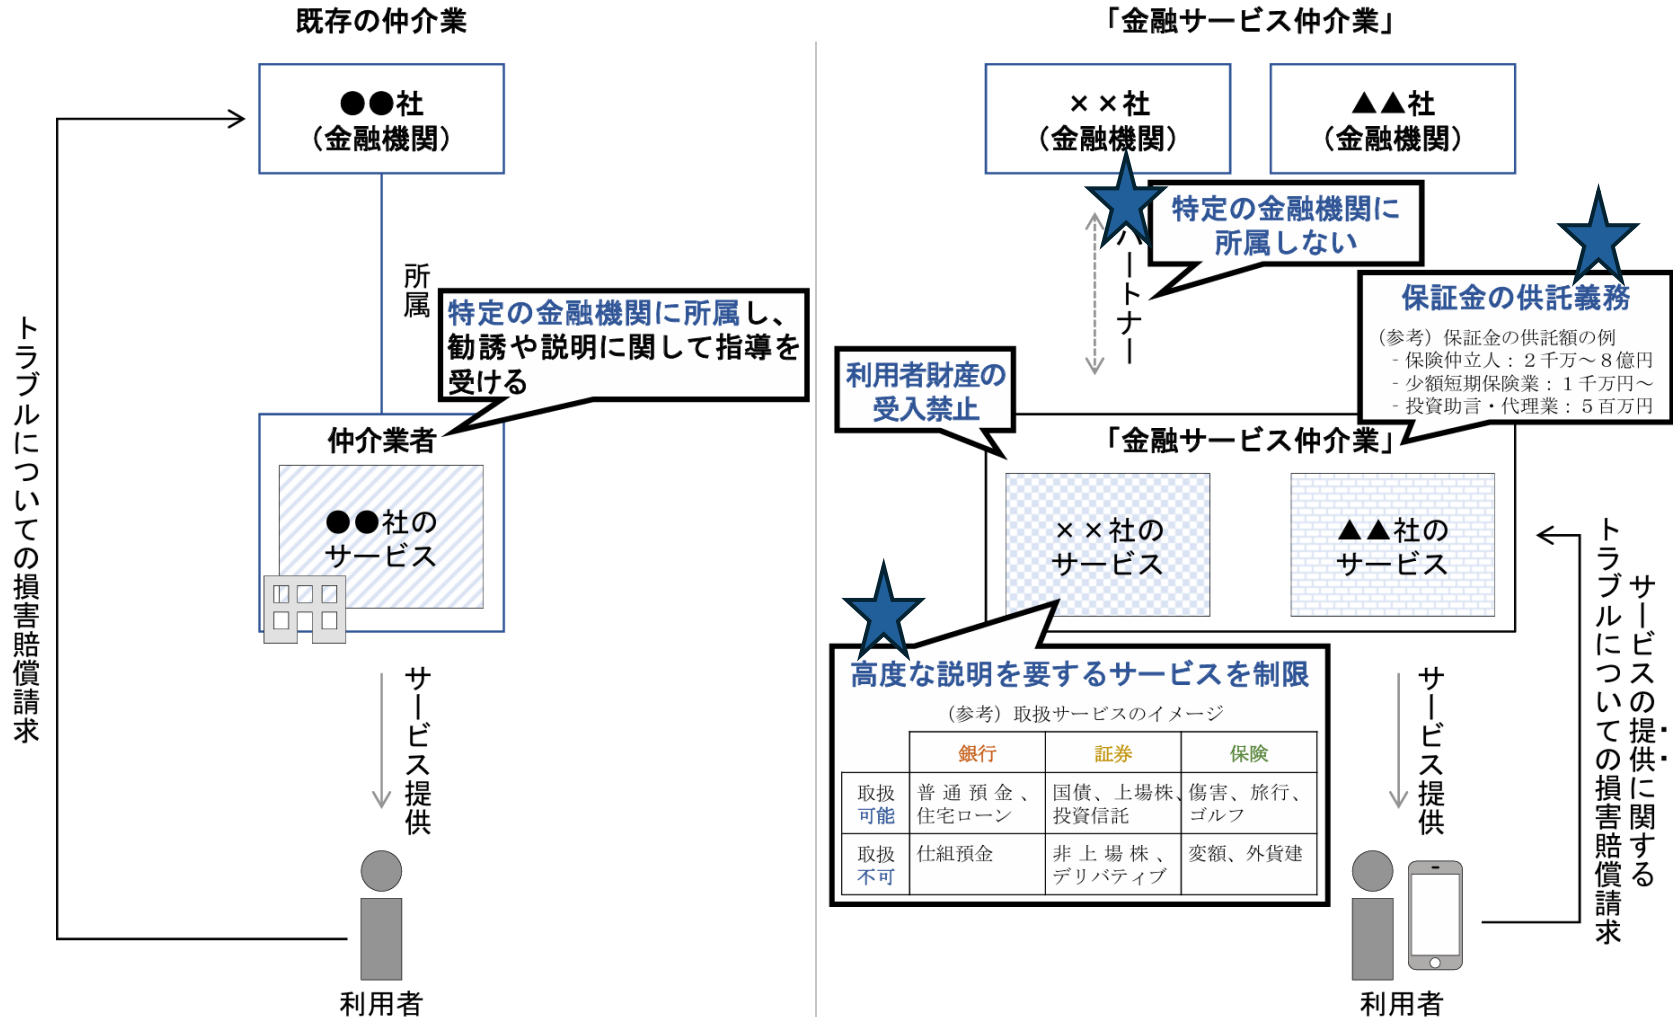 既存の仲介業
●●社
（金融機関）
所属
特定の金融機関に所属し、
勧誘や説明に関して指導を
受ける
仲介業者
●●社の
サービス
サービス提供
利用者
トラブルについての損害賠償請求
「金融サービス仲介業」
××社
（金融機関）
▲▲社
（金融機関）
特定の金融機関に
所属しない
パートナー
保証金の供託義務
（参考）保証金の供託額の例
- 保険仲立人：２千万～８億円
- 少額短期保険業：１千万円～
- 投資助言・代理業：５百万円
利用者財産の
受入禁止
「金融サービス仲介業」
××社の
サービス
▲▲社の
サービス
高度な説明を要するサービスを制限
（参考）取扱サービスのイメージ
銀行 証券 保険
取扱
可能
普通預金、
住宅ローン
国債、上場株、
投資信託
傷害、旅行、
ゴルフ
取扱
不可
仕組預金
非上場株、
デリバティブ
変額、外貨建
サービス提供
利用者
サービスの提供に関する
トラブルについての損害賠償請求